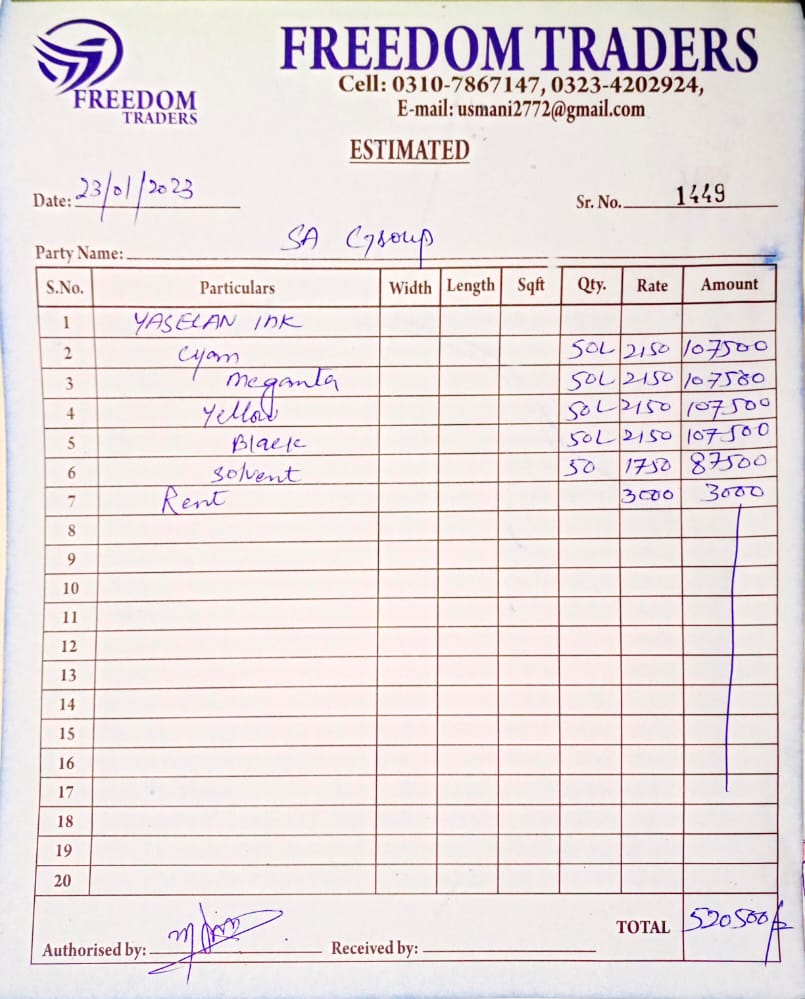 FREEDOM TRADERS
FREEDOM TRADERS
Cell: 0310-7867147, 0323-4202924,
E-mail: usmani2772@gmail.com
ESTIMATED
Date: 23/01/2023 Sr. No. 1449
Party Name: SA Group
S.No. Particulars Width Length Sqft Qty. Rate Amount
1 YASELAN INK
2 Cyan 50L 2150 107500
3 Meganta 50L 2150 107500
4 Yellow 50L 2150 107500
5 Black 50L 2150 107500
6 Solvent 50 1750 87500
7 Rent 3000 3000
8
9
10
11
12
13
14
15
16
17
18
19
20
TOTAL 520500/-
Authorised by: Received by: